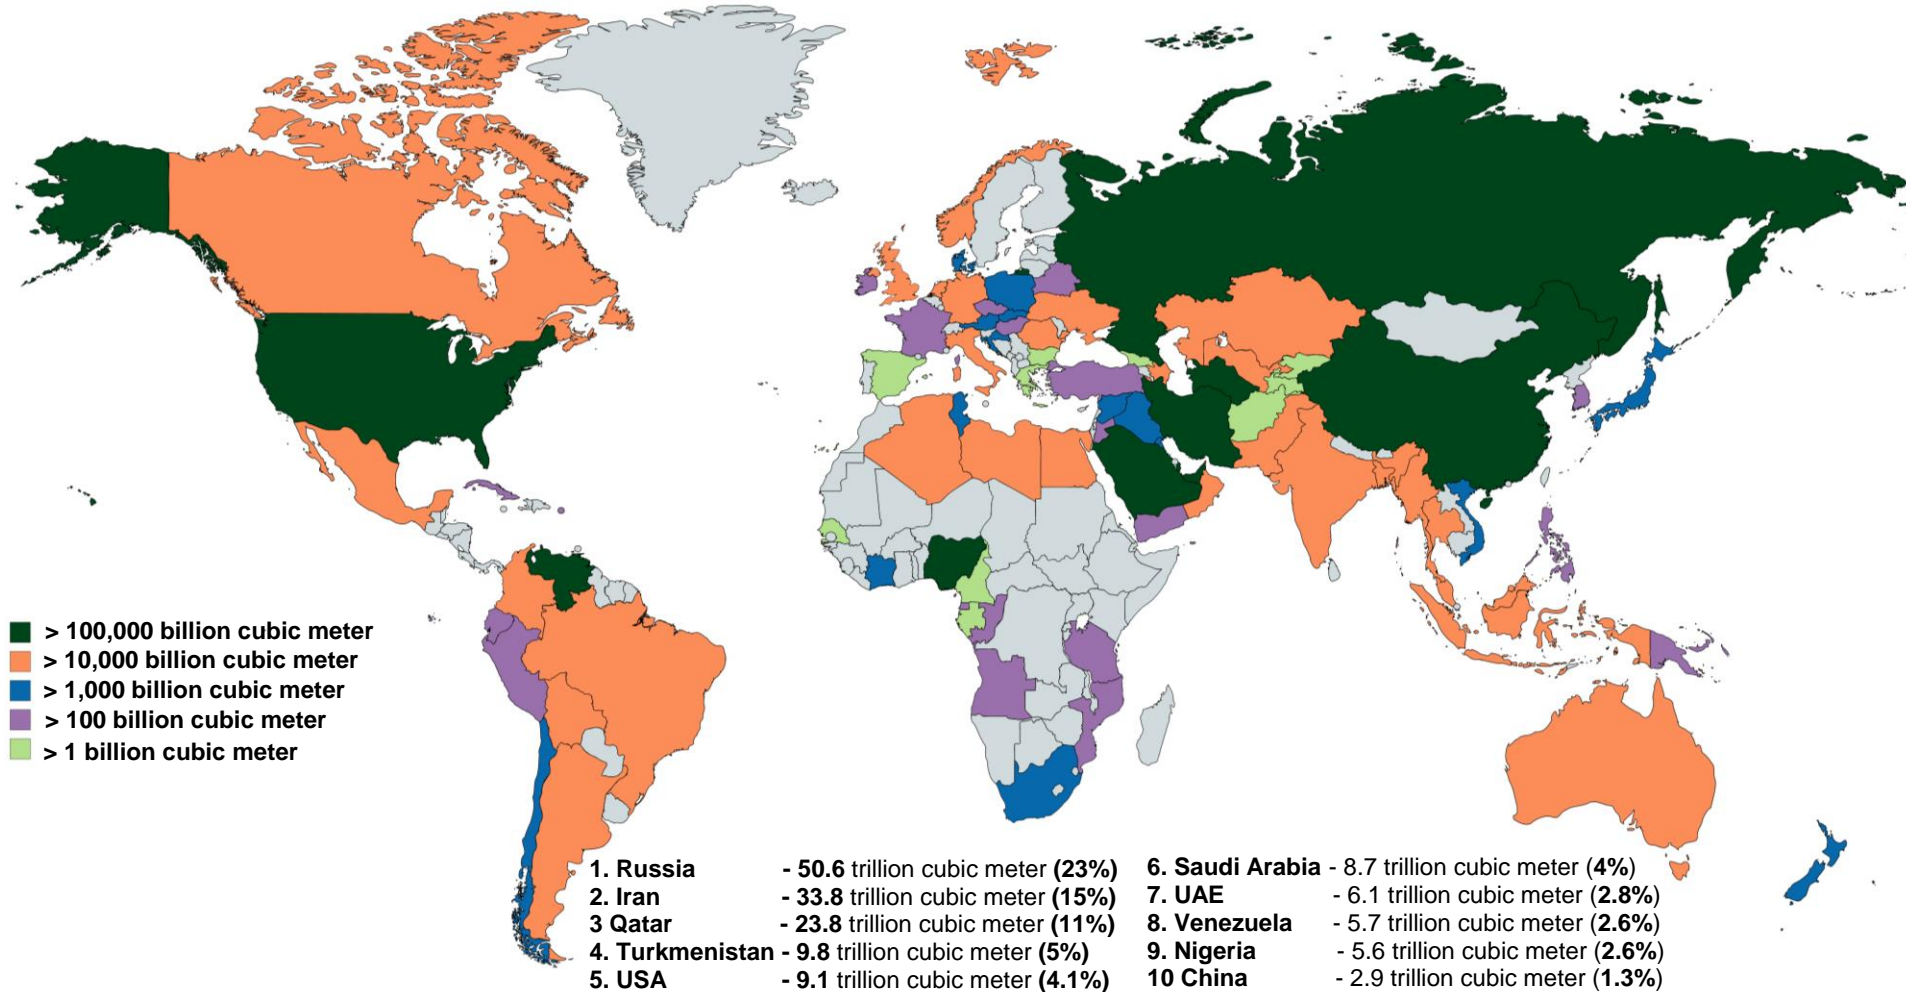 > 100,000 billion cubic meter
> 10,000 billion cubic meter
> 1,000 billion cubic meter
> 100 billion cubic meter
> 1 billion cubic meter
1. Russia - 50.6 trillion cubic meter (23%)
2. Iran - 33.8 trillion cubic meter (15%)
3 Qatar - 23.8 trillion cubic meter (11%)
4. Turkmenistan - 9.8 trillion cubic meter (5%)
5. USA - 9.1 trillion cubic meter (4.1%)
6. Saudi Arabia - 8.7 trillion cubic meter (4%)
7. UAE - 6.1 trillion cubic meter (2.8%)
8. Venezuela - 5.7 trillion cubic meter (2.6%)
9. Nigeria - 5.6 trillion cubic meter (2.6%)
10 China - 2.9 trillion cubic meter (1.3%)